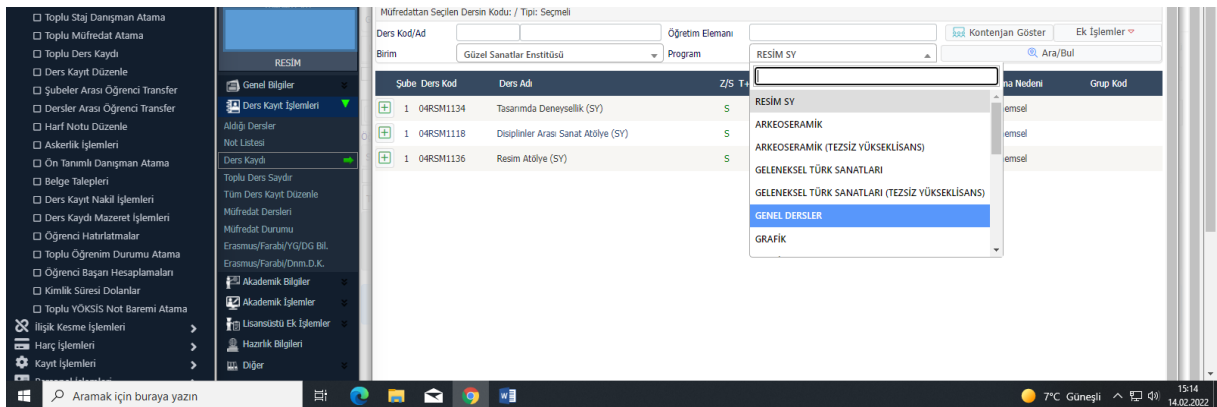 Toplu Staj Danışman Atama
Toplu Müfredat Atama
Toplu Ders Kaydı
Ders Kayıt Düzenle
Şubeler Arası Öğrenci Transfer
Dersler Arası Öğrenci Transfer
Harf Notu Düzenle
Askerlik İşlemleri
Ön Tanımlı Danışman Atama
Belge Talepleri
Ders Kayıt Nakil İşlemleri
Ders Kaydı Mazeret İşlemleri
Öğrenci Hatırlatmalar
Toplu Öğrenim Durumu Atama
Öğrenci Başarı Hesaplamaları
Kimlik Süresi Dolanlar
Toplu YÖKSİS Not Baremi Atama
İlişik Kesme İşlemleri
Harç İşlemleri
Kayıt İşlemleri
RESİM
Genel Bilgiler
Ders Kayıt İşlemleri
Aldığı Dersler
Not Listesi
Ders Kaydı
Toplu Ders Saydır
Tüm Ders Kayıt Düzenle
Müfredat Dersleri
Müfredat Durumu
Erasmus/Farabi/YG/DG Bil.
Erasmus/Farabi/Dnm.D.K.
Akademik Bilgiler
Akademik İşlemler
Lisansüstü Ek İşlemler
Hazırlık Bilgileri
Diğer
Müfredattan Seçilen Dersin Kodu: / Tipi: Seçmeli
Ders Kod/Ad Öğretim Elemanı Kontenjan Göster Ek İşlemler
Birim Güzel Sanatlar Enstitüsü Program RESİM SY Ara/Bul
Şube Ders Kod Ders Adı Z/S T+ ma Nedeni Grup Kod
1 04RSM1134 Tasarımda Deneysellik (SY) S emsel
1 04RSM1118 Disiplinler Arası Sanat Atölye (SY) S emsel
1 04RSM1136 Resim Atölye (SY) S emsel
RESİM SY
ARKEOSERAMİK
ARKEOSERAMİK (TEZSİZ YÜKSEKLİSANS)
GELENEKSEL TÜRK SANATLARI
GELENEKSEL TÜRK SANATLARI (TEZSİZ YÜKSEKLİSANS)
GENEL DERSLER
GRAFİK
Aramak için buraya yazın
7°C Güneşli
15:14
14.02.2022